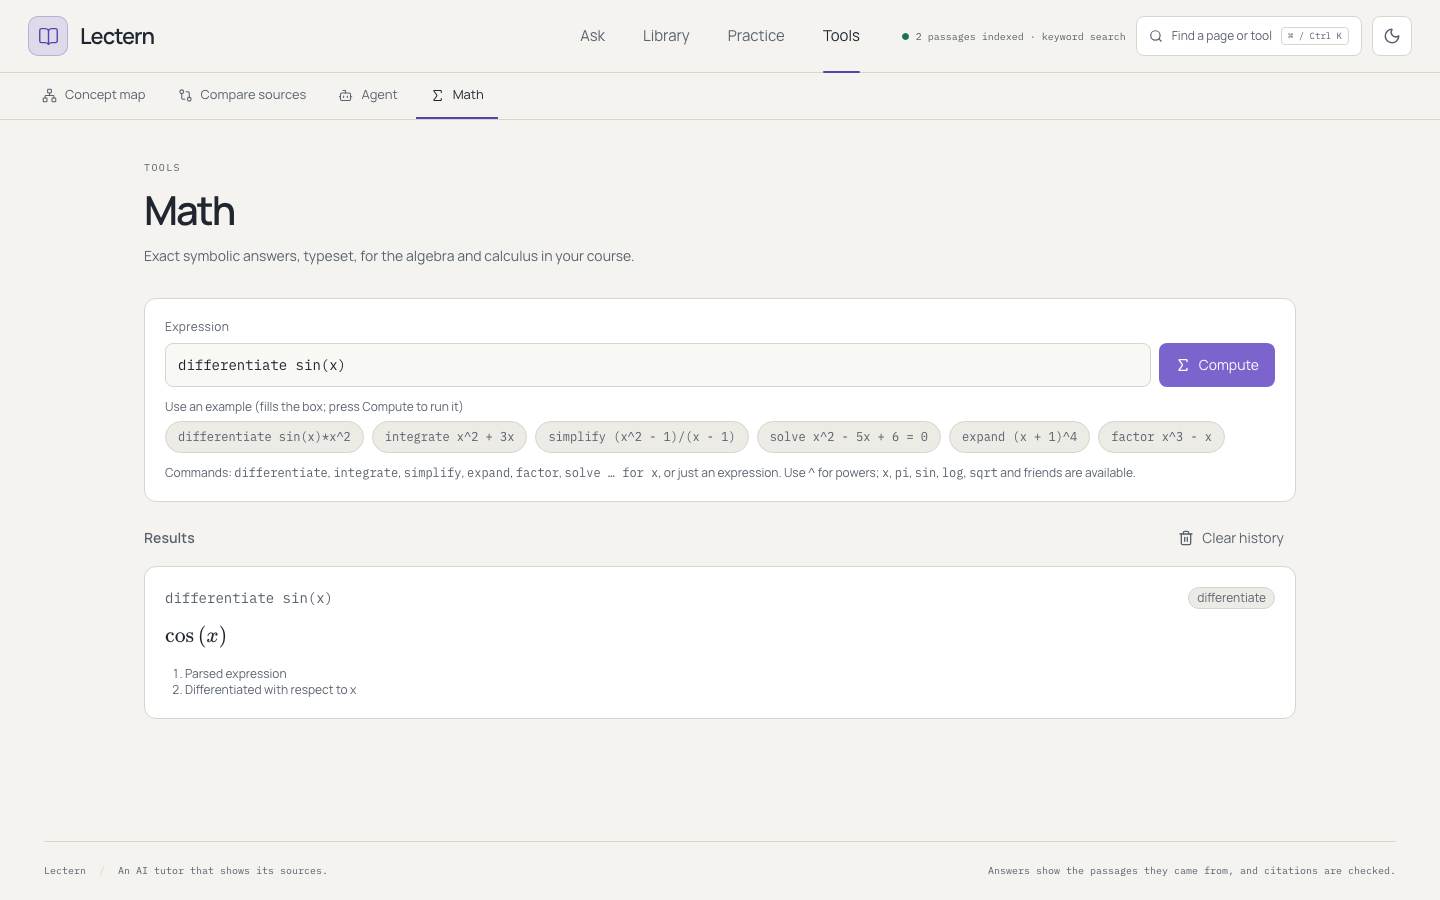 Lectern
Ask
Library
Practice
Tools
2 passages indexed · keyword search
Find a page or tool
⌘ / Ctrl K
Concept map
Compare sources
Agent
Math
TOOLS
Math
Exact symbolic answers, typeset, for the algebra and calculus in your course.
Expression
differentiate sin(x)
Σ Compute
Use an example (fills the box; press Compute to run it)
differentiate sin(x)*x^2
integrate x^2 + 3x
simplify (x^2 - 1)/(x - 1)
solve x^2 - 5x + 6 = 0
expand (x + 1)^4
factor x^3 - x
Commands: differentiate, integrate, simplify, expand, factor, solve … for x, or just an expression. Use ^ for powers; x, pi, sin, log, sqrt and friends are available.
Results
Clear history
differentiate sin(x)
differentiate
cos (x)
1. Parsed expression
2. Differentiated with respect to x
Lectern / An AI tutor that shows its sources.
Answers show the passages they came from, and citations are checked.